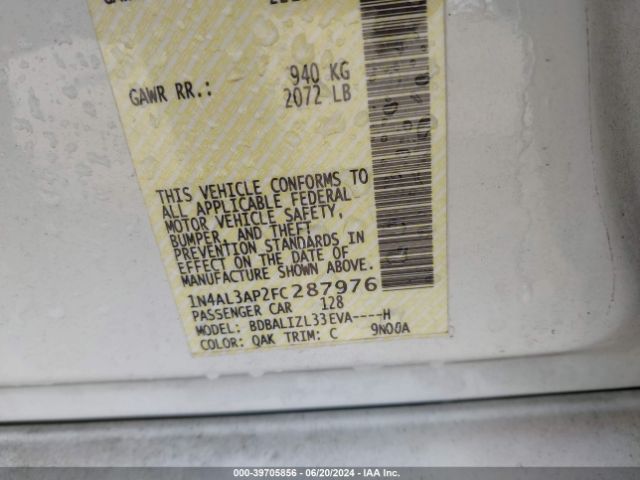 GAWR RR.: 940 KG
2072 LB
THIS VEHICLE CONFORMS TO
ALL APPLICABLE FEDERAL
MOTOR VEHICLE SAFETY,
BUMPER, AND THEFT
PREVENTION STANDARDS IN
EFFECT ON THE DATE OF
MANUFACTURE SHOWN ABOVE.
1N4AL3AP2FC287976
PASSENGER CAR 128
MODEL: BDBALIZL33EVA----H
COLOR: QAK TRIM: C 9N00A
000-39705856 | 06/20/2024 | IAA Inc.